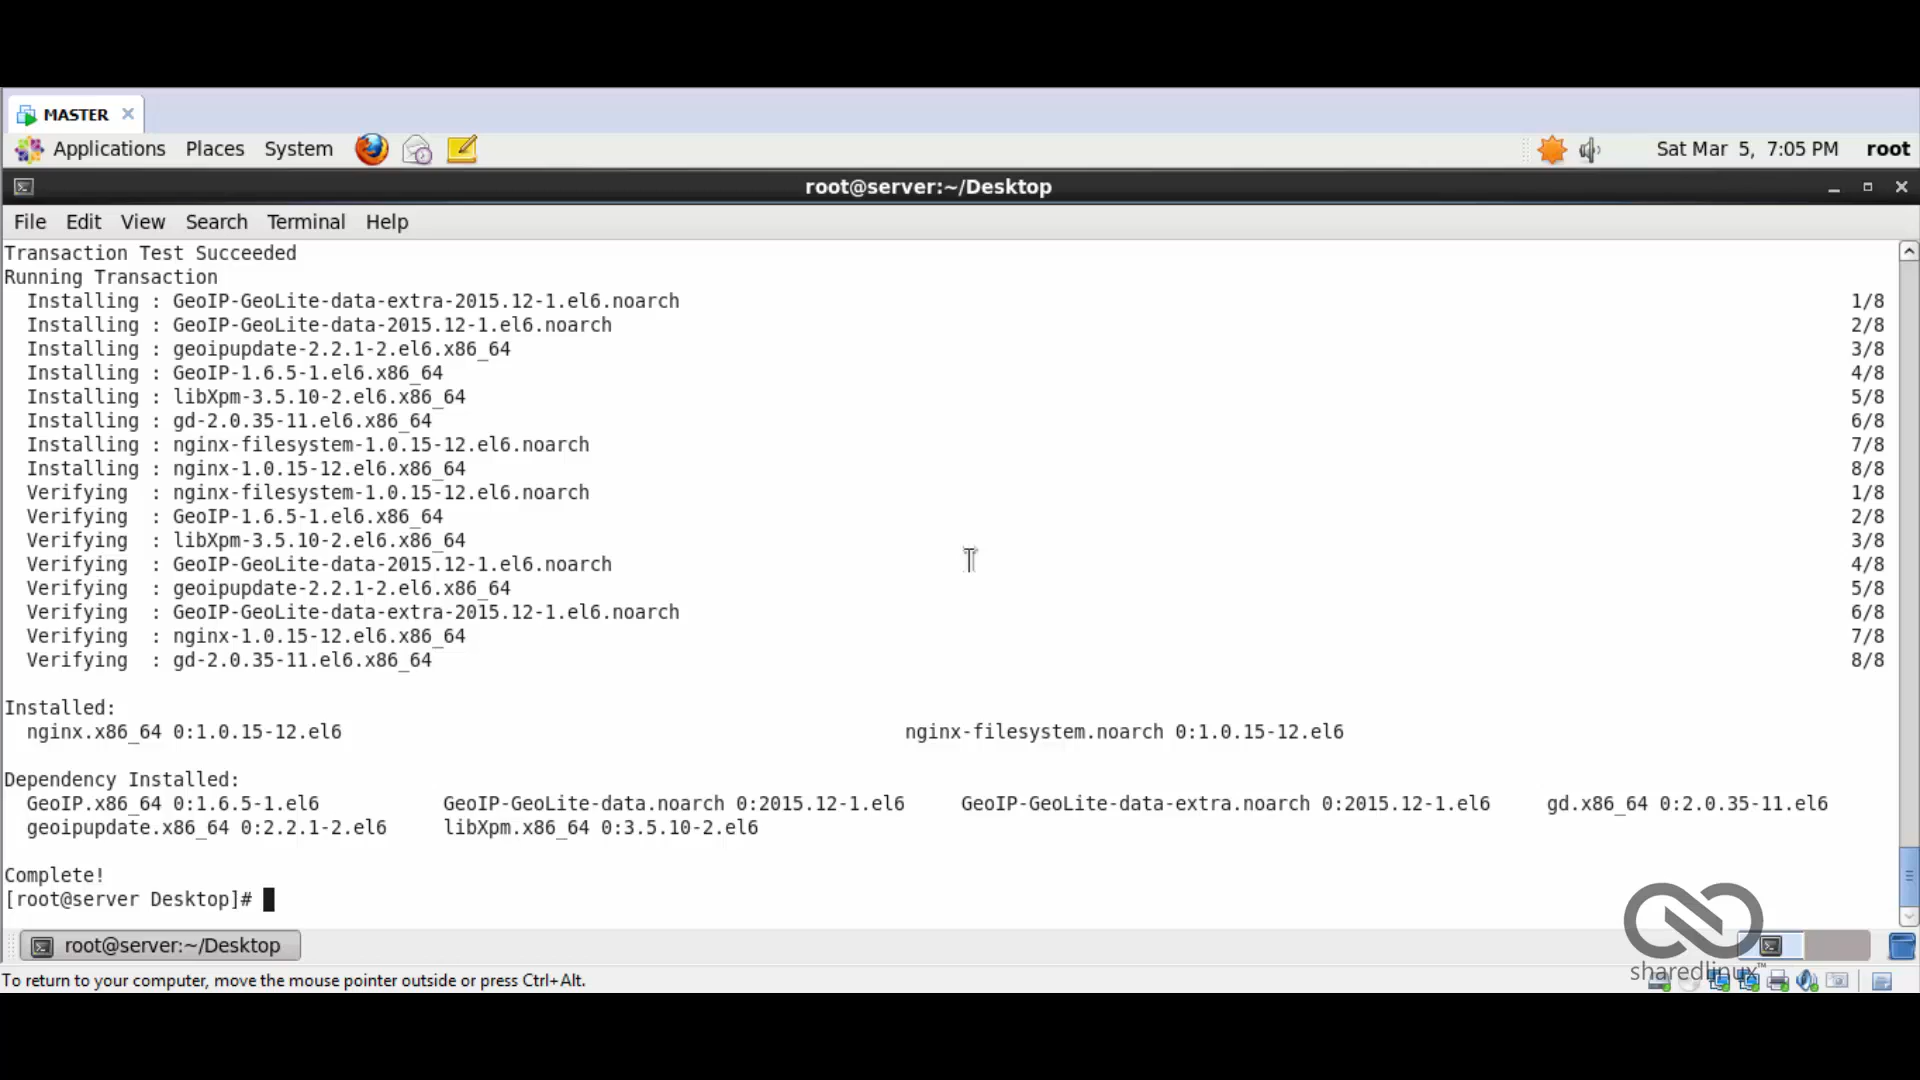 MASTER
Applications Places System Sat Mar 5, 7:05 PM root
root@server:~/Desktop
File Edit View Search Terminal Help
Transaction Test Succeeded
Running Transaction
Installing : GeoIP-GeoLite-data-extra-2015.12-1.el6.noarch 1/8
Installing : GeoIP-GeoLite-data-2015.12-1.el6.noarch 2/8
Installing : geoipupdate-2.2.1-2.el6.x86_64 3/8
Installing : GeoIP-1.6.5-1.el6.x86_64 4/8
Installing : libXpm-3.5.10-2.el6.x86_64 5/8
Installing : gd-2.0.35-11.el6.x86_64 6/8
Installing : nginx-filesystem-1.0.15-12.el6.noarch 7/8
Installing : nginx-1.0.15-12.el6.x86_64 8/8
Verifying : nginx-filesystem-1.0.15-12.el6.noarch 1/8
Verifying : GeoIP-1.6.5-1.el6.x86_64 2/8
Verifying : libXpm-3.5.10-2.el6.x86_64 3/8
Verifying : GeoIP-GeoLite-data-2015.12-1.el6.noarch 4/8
Verifying : geoipupdate-2.2.1-2.el6.x86_64 5/8
Verifying : GeoIP-GeoLite-data-extra-2015.12-1.el6.noarch 6/8
Verifying : nginx-1.0.15-12.el6.x86_64 7/8
Verifying : gd-2.0.35-11.el6.x86_64 8/8
Installed:
nginx.x86_64 0:1.0.15-12.el6 nginx-filesystem.noarch 0:1.0.15-12.el6
Dependency Installed:
GeoIP.x86_64 0:1.6.5-1.el6 GeoIP-GeoLite-data.noarch 0:2015.12-1.el6 GeoIP-GeoLite-data-extra.noarch 0:2015.12-1.el6 gd.x86_64 0:2.0.35-11.el6
geoipupdate.x86_64 0:2.2.1-2.el6 libXpm.x86_64 0:3.5.10-2.el6
Complete!
[root@server Desktop]#
root@server:~/Desktop
sharedlinux™
To return to your computer, move the mouse pointer outside or press Ctrl+Alt.